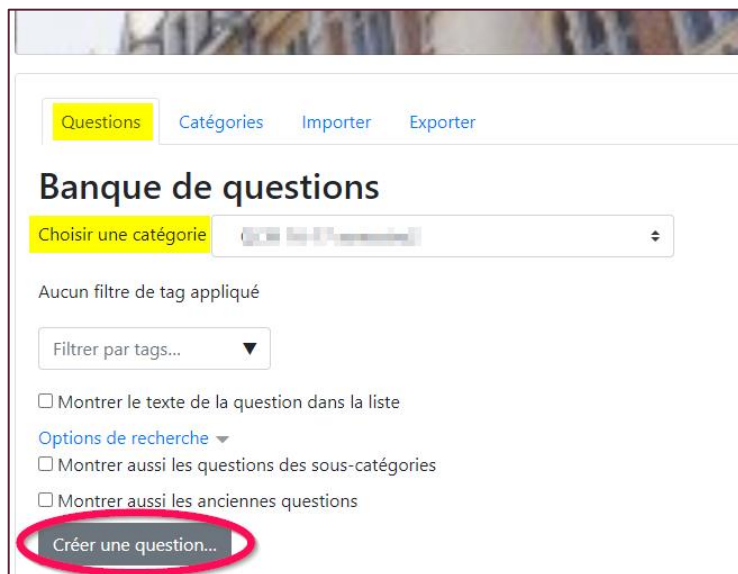 Questions Catégories Importer Exporter
Banque de questions
Choisir une catégorie
Aucun filtre de tag appliqué
Filtrer par tags...
Montrer le texte de la question dans la liste
Options de recherche
Montrer aussi les questions des sous-catégories
Montrer aussi les anciennes questions
Créer une question...